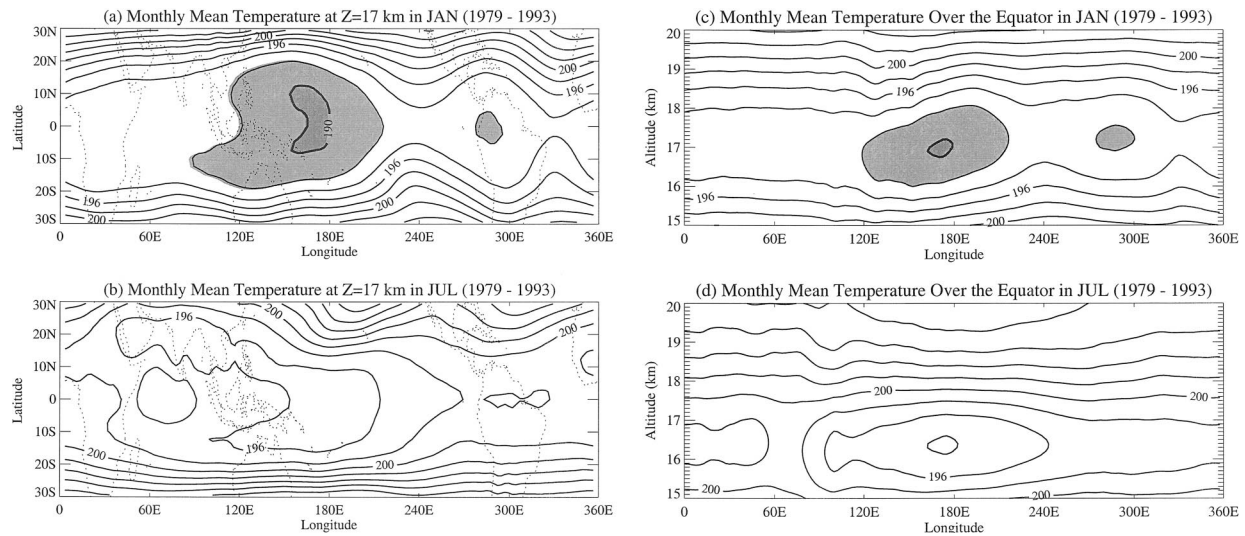 (a) Monthly Mean Temperature at Z=17 km in JAN (1979 - 1993)
30N
20N
10N
0
10S
20S
30S
Latitude
200
196
200
196
190
196
200
196
200
0
60E
120E
180E
240E
300E
360E
Longitude
(b) Monthly Mean Temperature at Z=17 km in JUL (1979 - 1993)
30N
20N
10N
0
10S
20S
30S
Latitude
196
200
200
196
200
200
0
60E
120E
180E
240E
300E
360E
Longitude
(c) Monthly Mean Temperature Over the Equator in JAN (1979 - 1993)
20
19
18
17
16
15
Altitude (km)
200
200
196
196
196
196
200
200
0
60E
120E
180E
240E
300E
360E
Longitude
(d) Monthly Mean Temperature Over the Equator in JUL (1979 - 1993)
20
19
18
17
16
15
Altitude (km)
200
200
196
200
200
0
60E
120E
180E
240E
300E
360E
Longitude